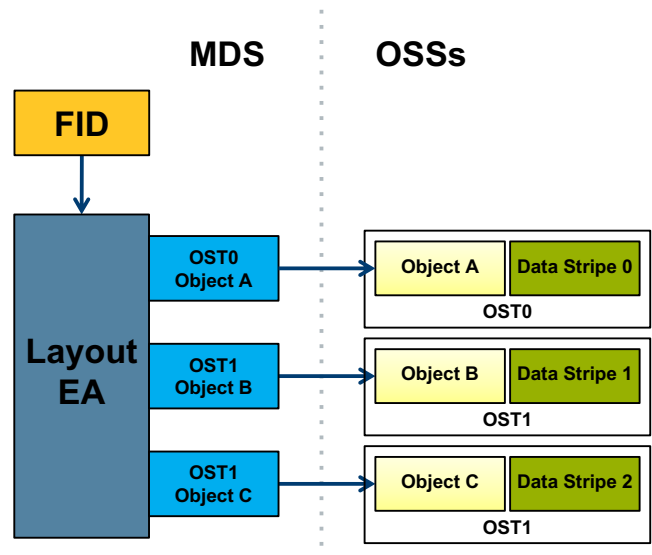 MDS
OSSs
FID
Layout
EA
OST0
Object A
OST1
Object B
OST1
Object C
Object A
Data Stripe 0
OST0
Object B
Data Stripe 1
OST1
Object C
Data Stripe 2
OST1